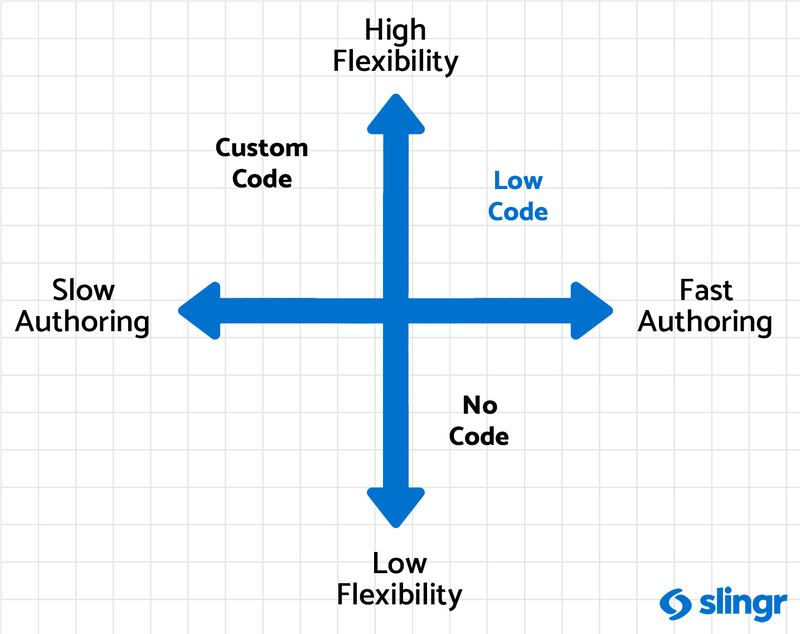 High
Flexibility
Custom
Code
Low
Code
Slow
Authoring
Fast
Authoring
No
Code
Low
Flexibility
slingr